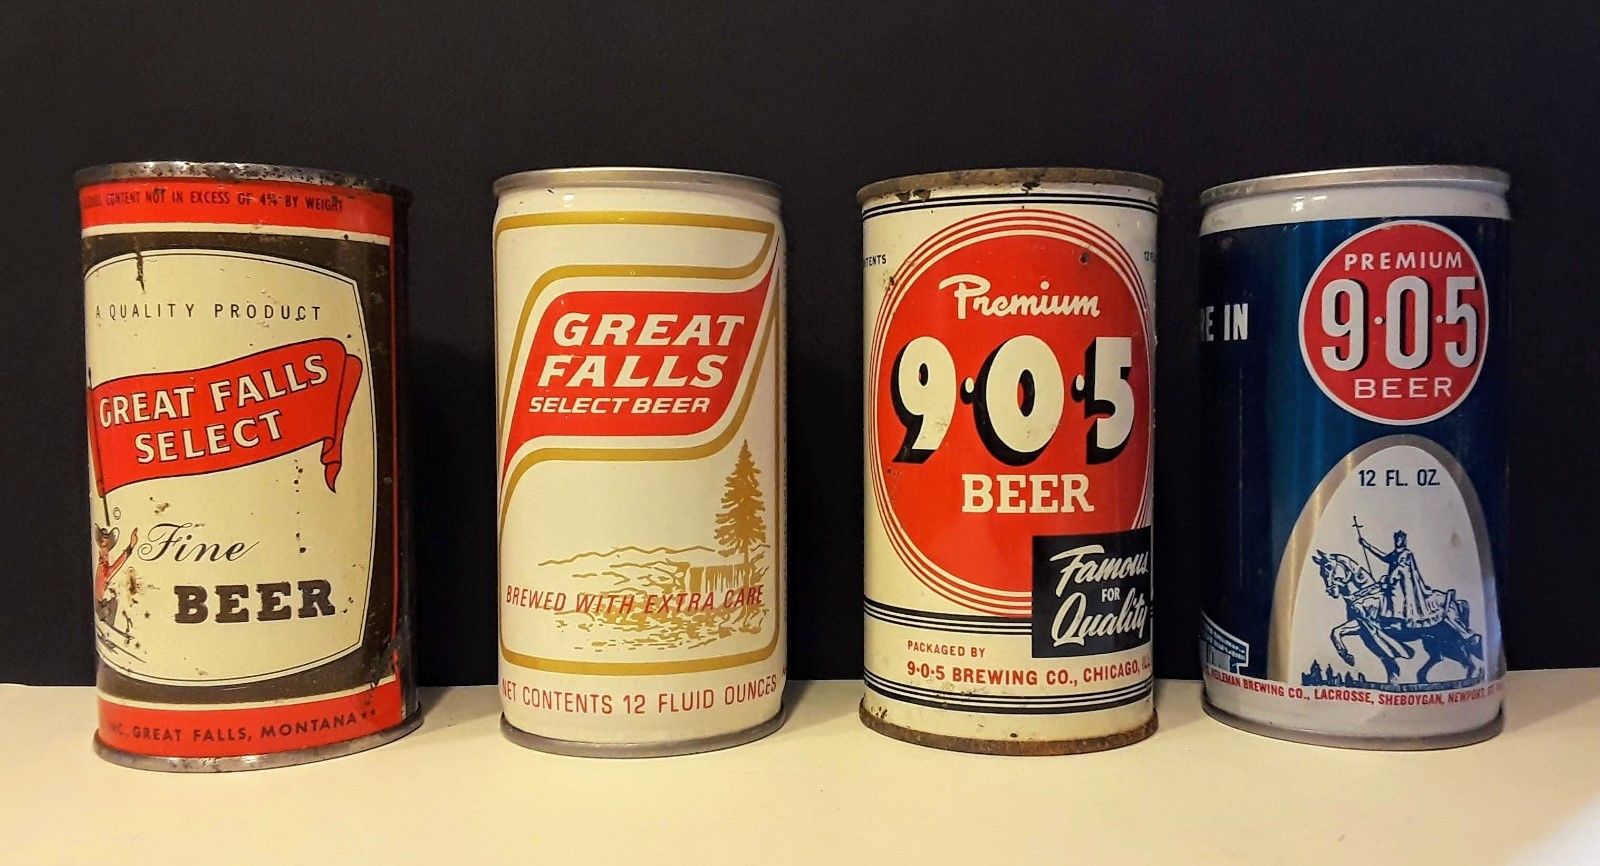 CONTENT NOT IN EXCESS OF 4% BY WEIGHT
A QUALITY PRODUCT
GREAT FALLS
SELECT
©
Fine
BEER
INC, GREAT FALLS, MONTANA
GREAT
FALLS
SELECT BEER
BREWED WITH EXTRA CARE
NET CONTENTS 12 FLUID OUNCES
Premium
9·0·5
BEER
Famous
FOR
Quality
PACKAGED BY
9·0·5 BREWING CO., CHICAGO, ILL
IN
PREMIUM
9·0·5
BEER
12 FL. OZ.
HEILEMAN BREWING CO., LACROSSE, SHEBOYGAN, NEWPORT,